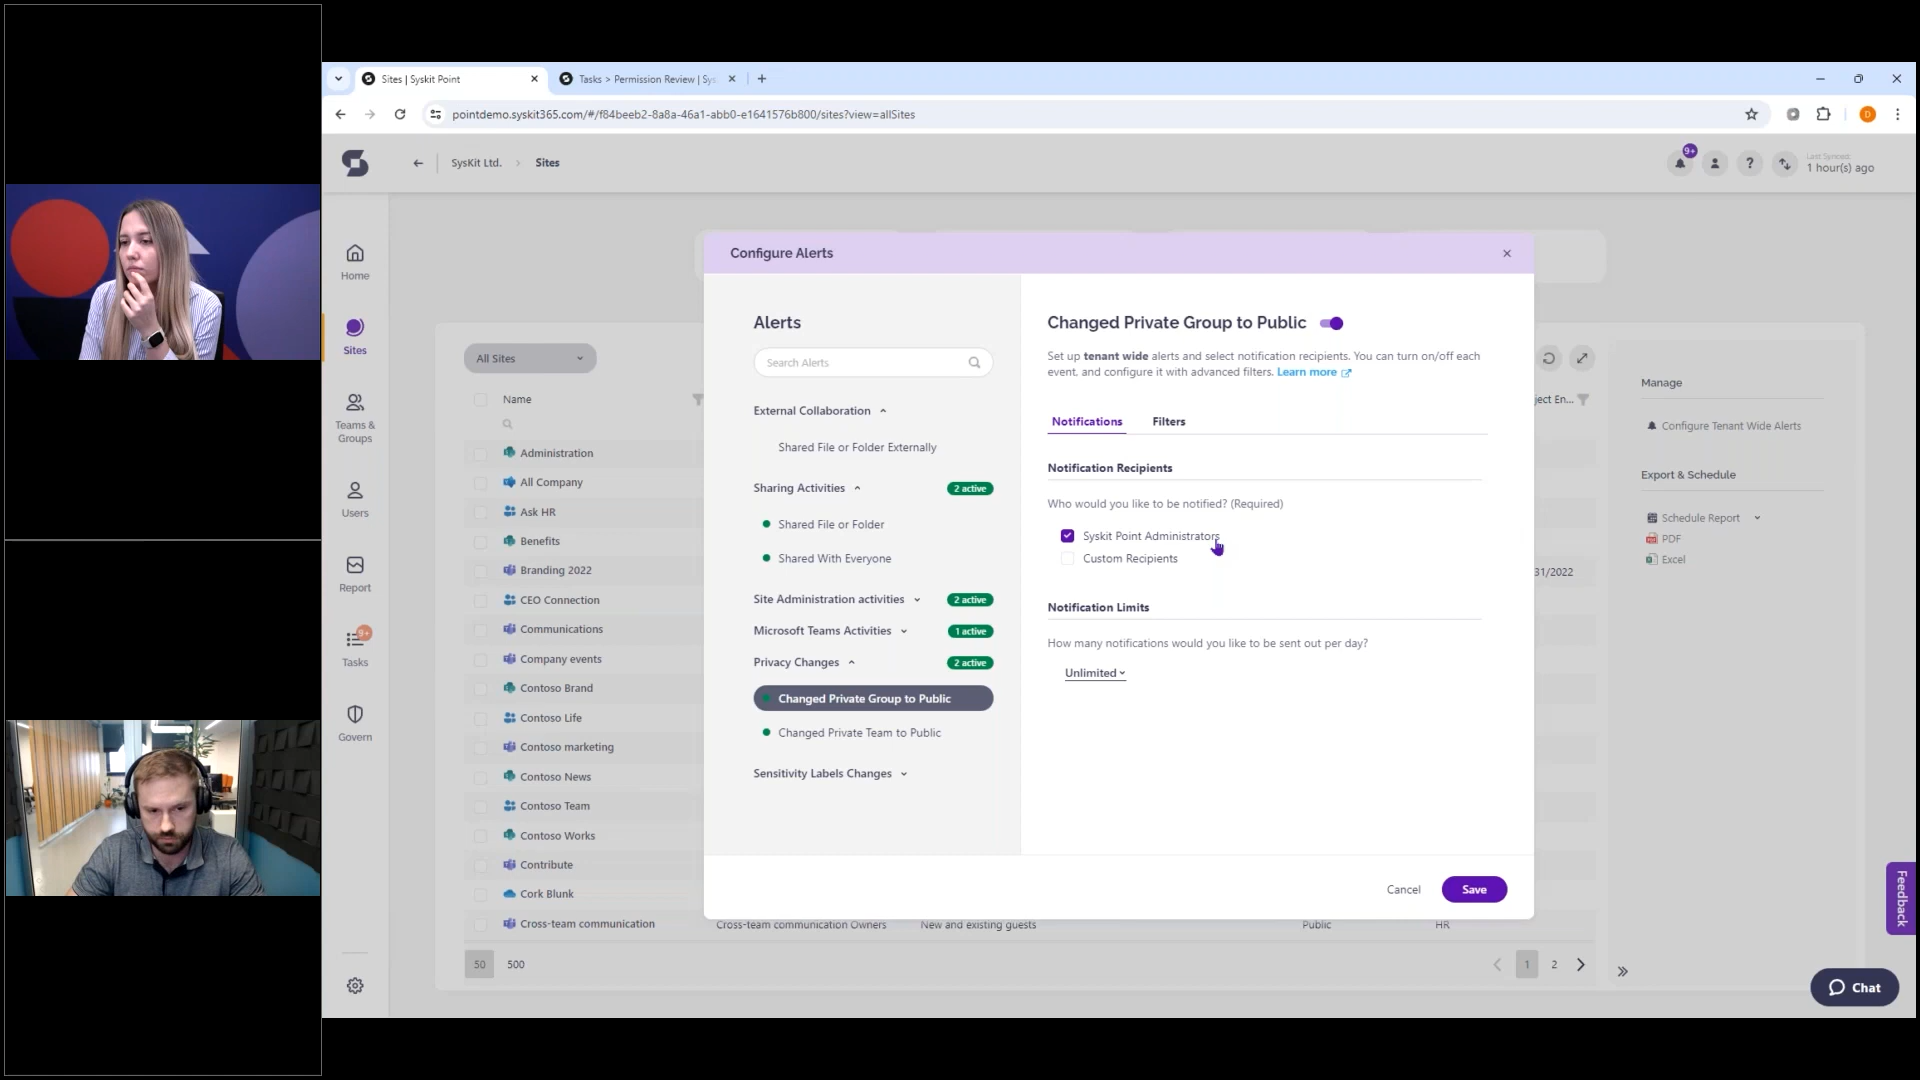 Sites | Syskit Point
Tasks > Permission Review | Sys
pointdemo.syskit365.com/#/f84beeb2-8a8a-46a1-abb0-e1641576b800/sites?view=allSites
D
SysKit Ltd. > Sites
9+
?
Last Synced:
1 hour(s) ago
Home
Sites
Teams &
Groups
Users
Report
9+
Tasks
Govern
All Sites
Name
Administration
All Company
Ask HR
Benefits
Branding 2022
CEO Connection
Communications
Company events
Contoso Brand
Contoso Life
Contoso marketing
Contoso News
Contoso Team
Contoso Works
Contribute
Cork Blunk
Cross-team communication
Cross-team communication Owners
New and existing guests
Public
HR
50
500
1
2
Configure Alerts
Alerts
Search Alerts
External Collaboration
Shared File or Folder Externally
Sharing Activities
2 active
Shared File or Folder
Shared With Everyone
Site Administration activities
2 active
Microsoft Teams Activities
1 active
Privacy Changes
2 active
Changed Private Group to Public
Changed Private Team to Public
Sensitivity Labels Changes
Changed Private Group to Public
Set up tenant wide alerts and select notification recipients. You can turn on/off each
event, and configure it with advanced filters. Learn more
Notifications
Filters
Notification Recipients
Who would you like to be notified? (Required)
Syskit Point Administrators
Custom Recipients
Notification Limits
How many notifications would you like to be sent out per day?
Unlimited
Cancel
Save
ject En...
31/2022
Manage
Configure Tenant Wide Alerts
Export & Schedule
Schedule Report
PDF
Excel
Feedback
Chat